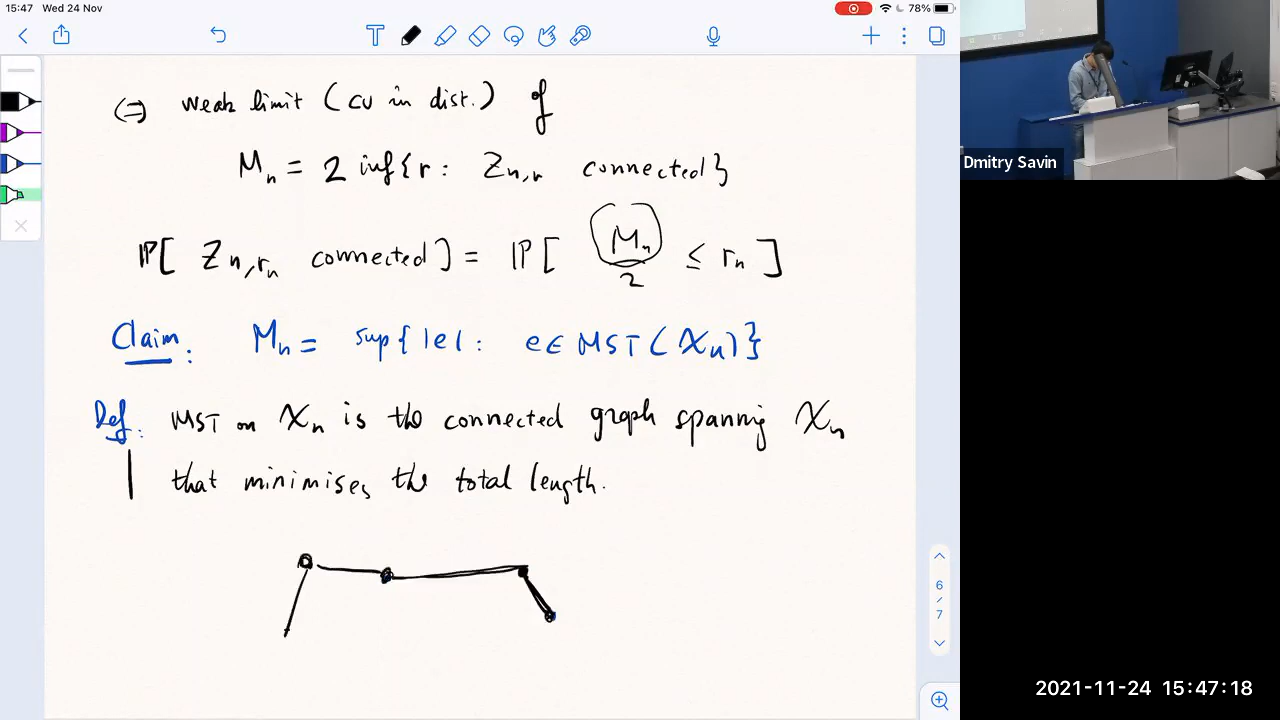 15:47 Wed 24 Nov
78%
(⇒) weak limit (cv in dist.) of
Mₙ = 2 inf{r: Zₙ,ᵣ connected}
ℙ[ Zₙ,ᵣₙ connected] = ℙ[ Mₙ/2 ≤ rₙ ]
Claim: Mₙ = sup{|e|: e∈ MST(Xₙ)}
Def: MST on Xₙ is the connected graph spanning Xₙ
that minimises the total length.
6
/
7
Dmitry Savin
2021-11-24 15:47:18